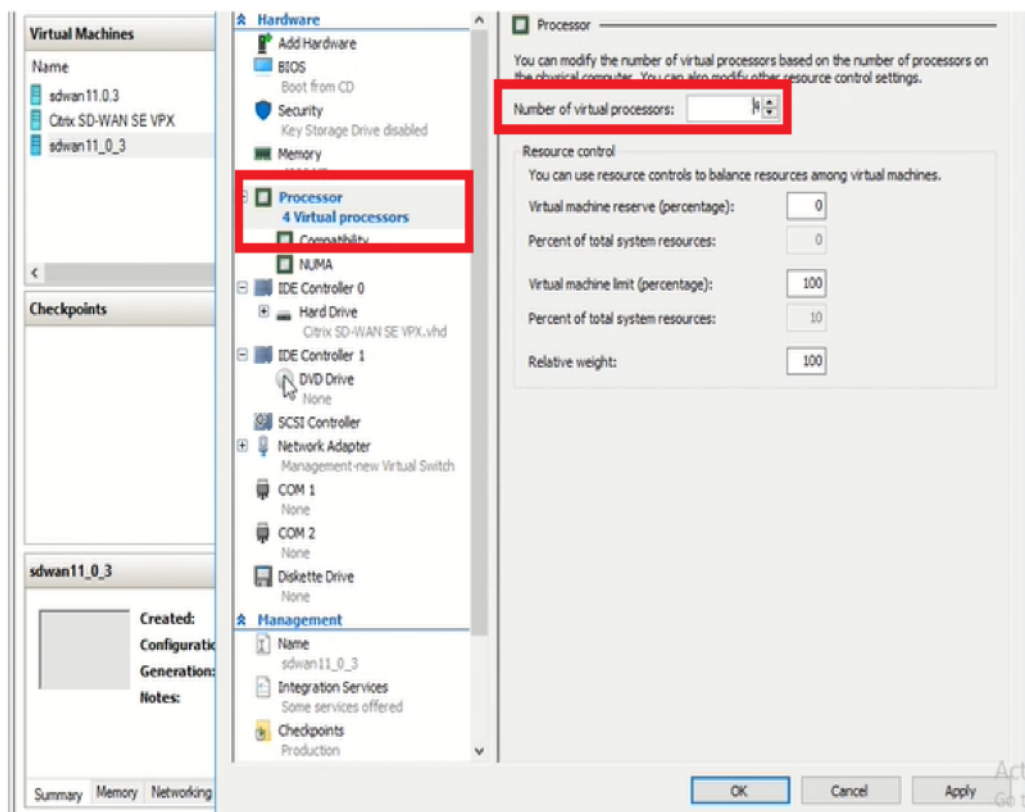 Virtual Machines
Name
sdwan11.0.3
Citrix SD-WAN SE VPX
sdwan11_0_3
Checkpoints
sdwan11_0_3
Created:
Generation:
Notes:
Summary Memory Networking
Hardware
Add Hardware
BIOS
Boot from CD
Security
Key Storage Drive disabled
Memory
Processor
4 Virtual processors
Compatibility
NUMA
IDE Controller 0
Hard Drive
Citrix SD-WAN SE VPX.vhd
IDE Controller 1
DVD Drive
None
SCSI Controller
Network Adapter
Management-new Virtual Switch
COM 1
None
COM 2
None
Diskette Drive
None
Management
Name
sdwan11_0_3
Integration Services
Some services offered
Checkpoints
Production
Processor
You can modify the number of virtual processors based on the number of processors on
the physical computer. You can also modify other resource control settings.
Number of virtual processors:
Resource control
You can use resource controls to balance resources among virtual machines.
Virtual machine reserve (percentage): 0
Percent of total system resources: 0
Virtual machine limit (percentage): 100
Percent of total system resources: 10
Relative weight: 100
OK Cancel Apply